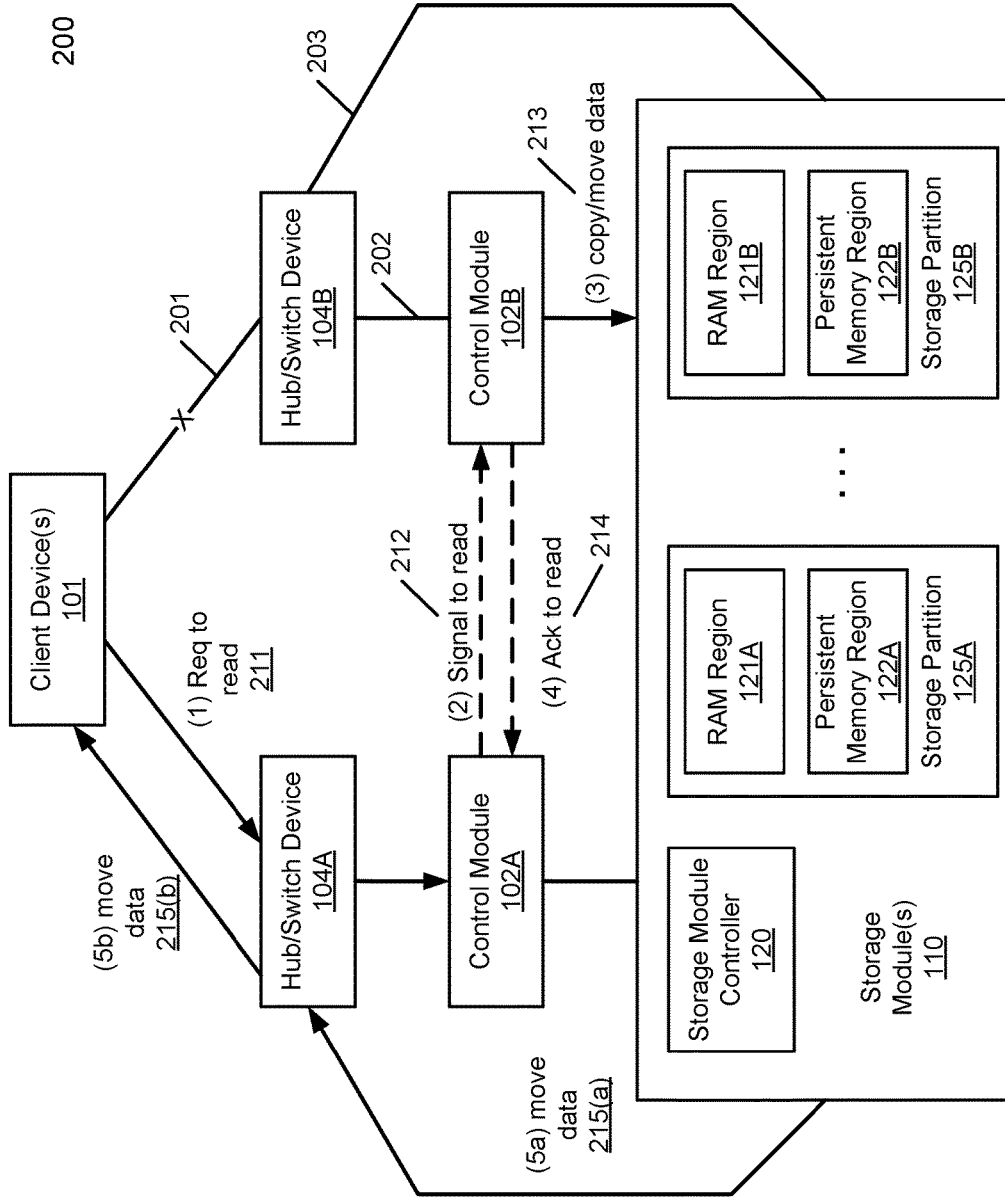 200
Client Device(s)
101
201
203
(5b) move
data
215(b)
(1) Req to
read
211
Hub/Switch Device
104A
Hub/Switch Device
104B
202
212
(2) Signal to read
Control Module
102A
Control Module
102B
(4) Ack to read
214
213
(3) copy/move data
(5a) move
data
215(a)
Storage Module
Controller
120
Storage
Module(s)
110
RAM Region
121A
Persistent
Memory Region
122A
Storage Partition
125A
. . .
RAM Region
121B
Persistent
Memory Region
122B
Storage Partition
125B
X